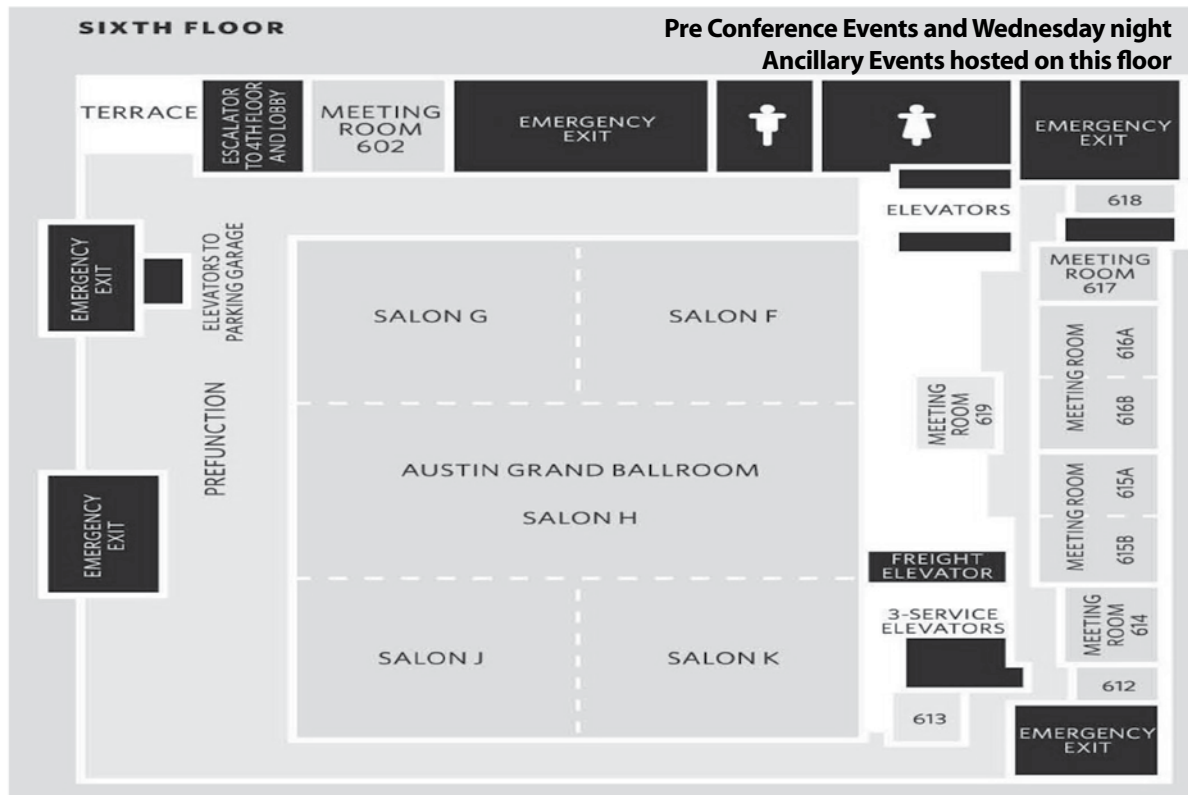 SIXTH FLOOR
Pre Conference Events and Wednesday night
Ancillary Events hosted on this floor
TERRACE
ESCALATOR
TO 4TH FLOOR
AND LOBBY
MEETING
ROOM
602
EMERGENCY
EXIT
EMERGENCY
EXIT
ELEVATORS
618
EMERGENCY
EXIT
ELEVATORS TO
PARKING GARAGE
MEETING
ROOM
617
SALON G
SALON F
MEETING ROOM
616A
616B
PREFUNCTION
MEETING
ROOM
619
AUSTIN GRAND BALLROOM
SALON H
MEETING ROOM
615A
615B
EMERGENCY
EXIT
FREIGHT
ELEVATOR
3-SERVICE
ELEVATORS
MEETING
ROOM
614
SALON J
SALON K
612
613
EMERGENCY
EXIT